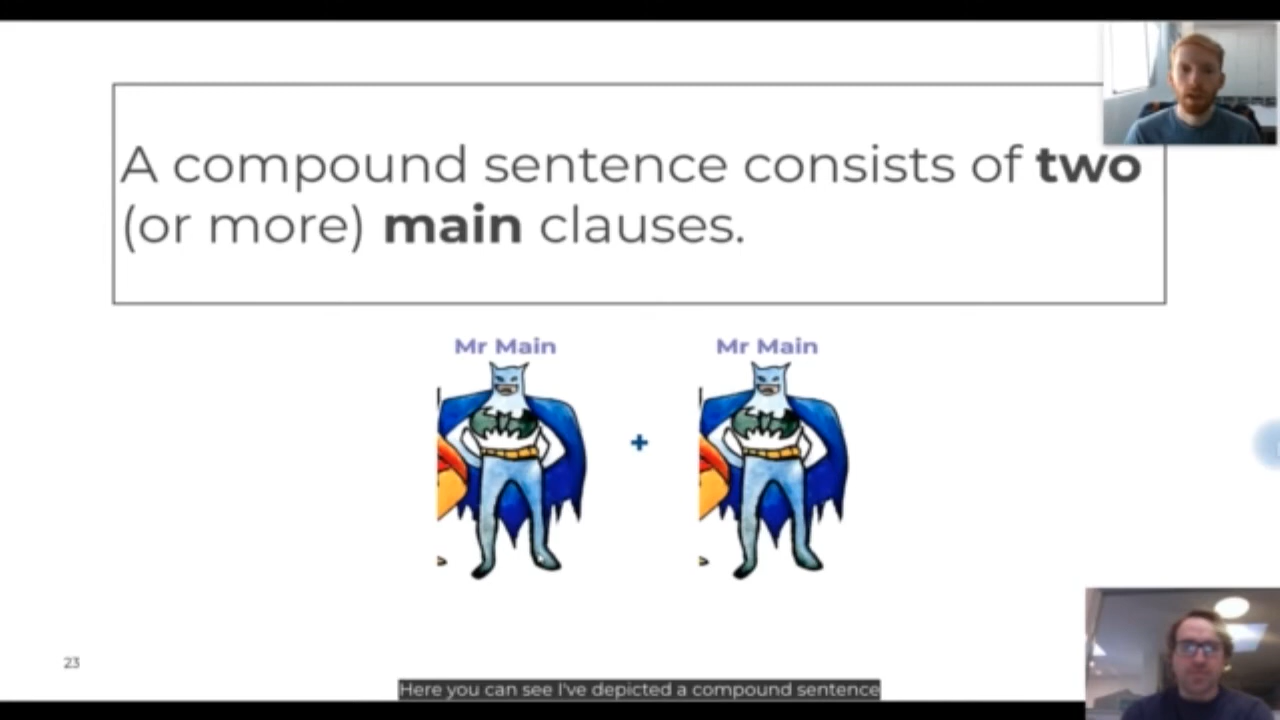 A compound sentence consists of two
(or more) main clauses.
Mr Main
Mr Main
+
23
Here you can see I've depicted a compound sentence